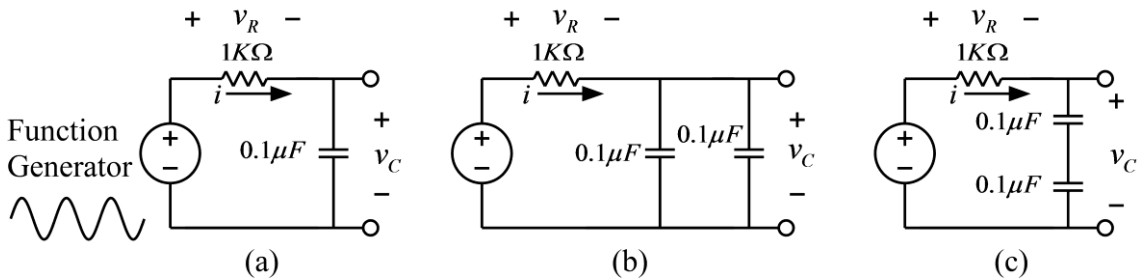 + v_R −
1KΩ
i
Function
Generator
+
−
0.1μF
+
v_C
−
(a)
+ v_R −
1KΩ
i
+
−
0.1μF
0.1μF
+
v_C
−
(b)
+ v_R −
1KΩ
i
+
−
0.1μF
0.1μF
+
v_C
−
(c)